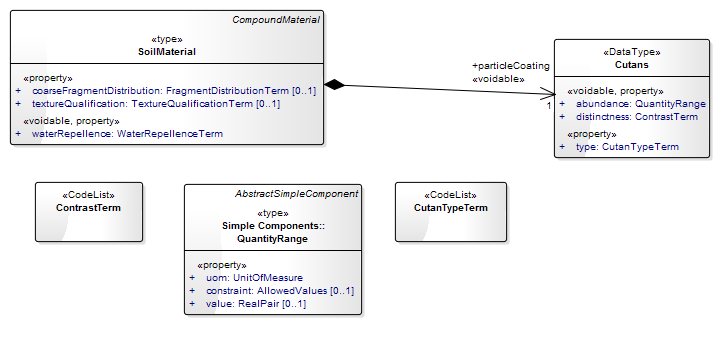 CompoundMaterial
«type»
SoilMaterial
«property»
+ coarseFragmentDistribution: FragmentDistributionTerm [0..1]
+ textureQualification: TextureQualificationTerm [0..1]
«voidable, property»
+ waterRepellence: WaterRepellenceTerm
+particleCoating
«voidable»
1
«DataType»
Cutans
«voidable, property»
+ abundance: QuantityRange
+ distinctness: ContrastTerm
«property»
+ type: CutanTypeTerm
«CodeList»
ContrastTerm
AbstractSimpleComponent
«type»
Simple Components::
QuantityRange
«property»
+ uom: UnitOfMeasure
+ constraint: AllowedValues [0..1]
+ value: RealPair [0..1]
«CodeList»
CutanTypeTerm